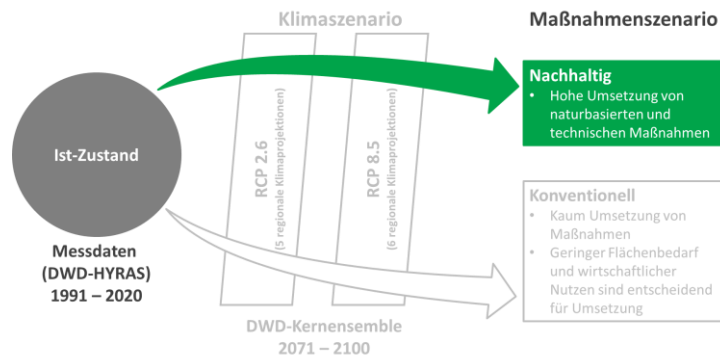 Klimaszenario
Maßnahmenszenario
Ist-Zustand
Messdaten
(DWD-HYRAS)
1991 – 2020
RCP 2.6
(5 regionale Klimaprojektionen)
RCP 8.5
(6 regionale Klimaprojektionen)
DWD-Kernensemble
2071 – 2100
Nachhaltig
• Hohe Umsetzung von
naturbasierten und
technischen Maßnahmen
Konventionell
• Kaum Umsetzung von
Maßnahmen
• Geringer Flächenbedarf
und wirtschaftlicher
Nutzen sind entscheidend
für Umsetzung